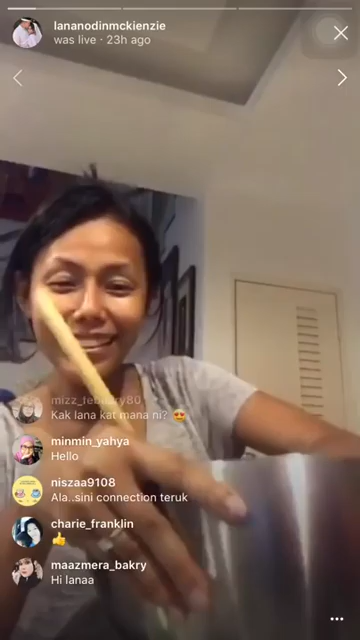 lananodinmckienzie
was live · 23h ago
mizz_february80
Kak lana kat mana ni? 😍
minmin_yahya
Hello
niszaa9108
Ala..sini connection teruk
charie_franklin
👍
maazmera_bakry
Hi lanaa